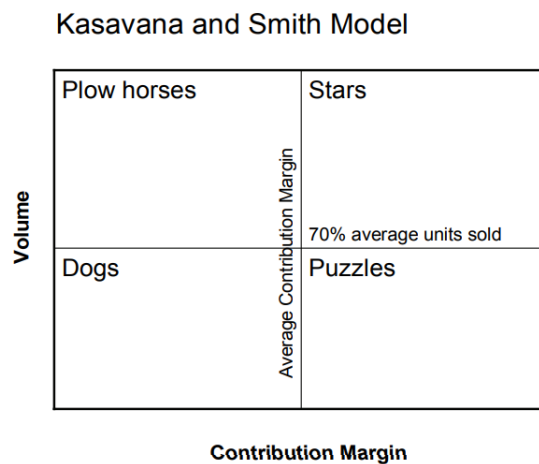 Kasavana and Smith Model
Plow horses
Stars
Volume
Average Contribution Margin
70% average units sold
Dogs
Puzzles
Contribution Margin